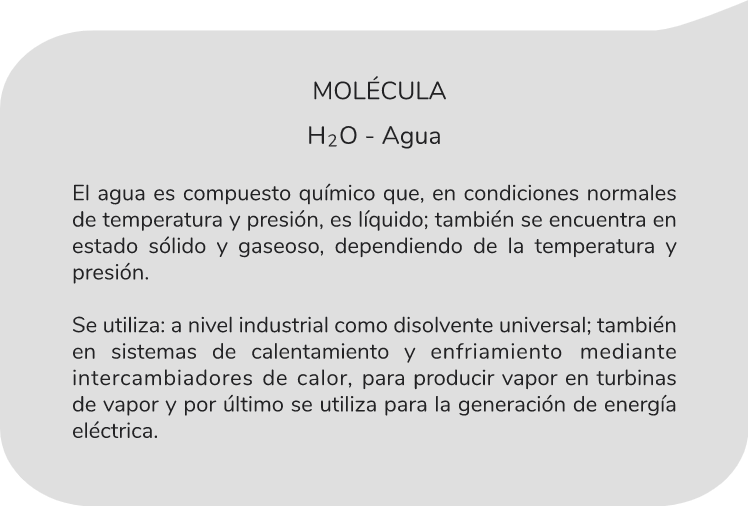 MOLÉCULA
H₂O - Agua
El agua es compuesto químico que, en condiciones normales
de temperatura y presión, es líquido; también se encuentra en
estado sólido y gaseoso, dependiendo de la temperatura y
presión.
Se utiliza: a nivel industrial como disolvente universal; también
en sistemas de calentamiento y enfriamiento mediante
intercambiadores de calor, para producir vapor en turbinas
de vapor y por último se utiliza para la generación de energía
eléctrica.